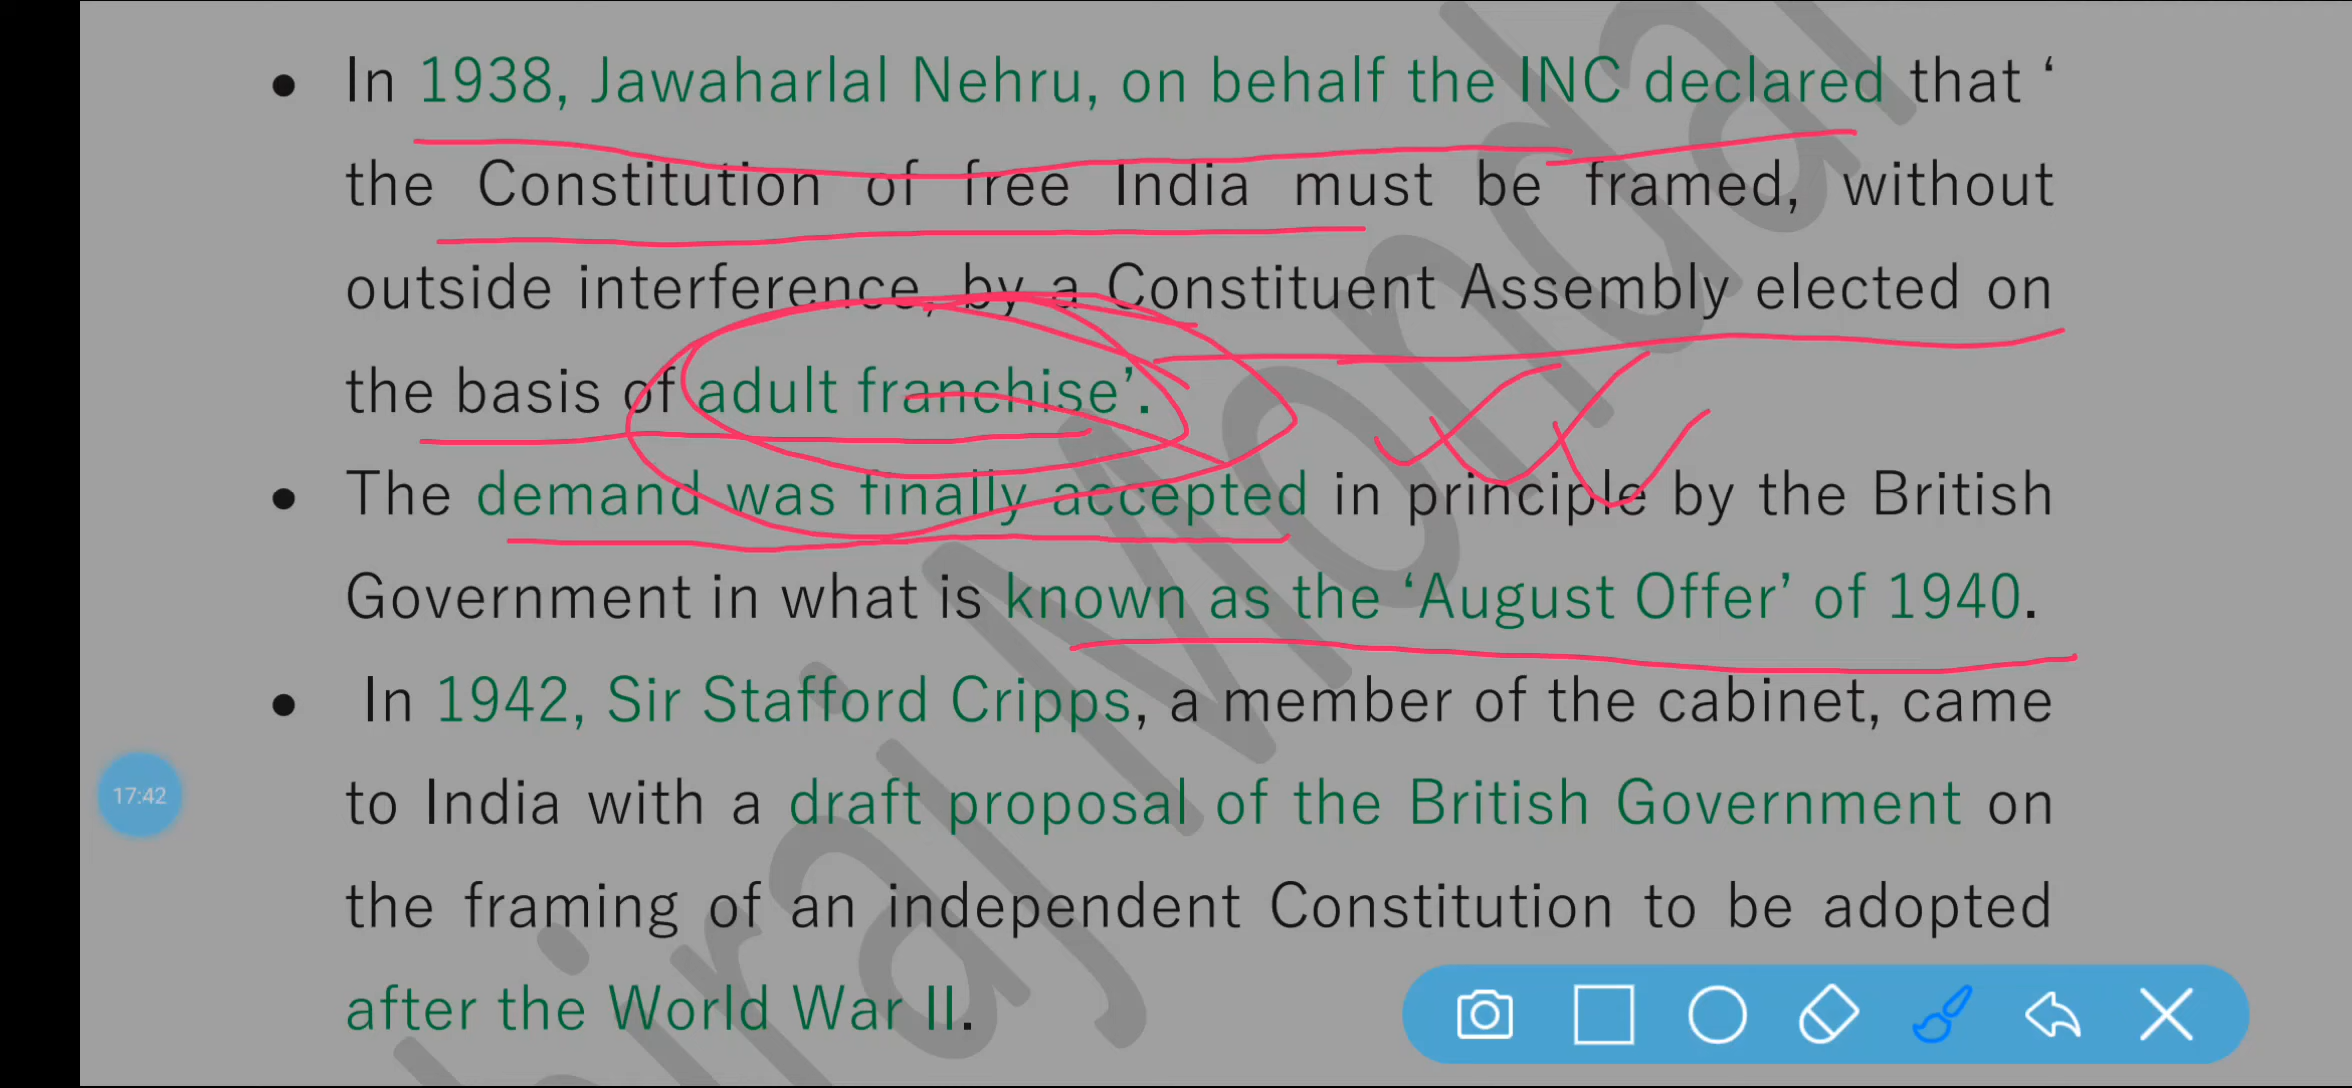 • In 1938, Jawaharlal Nehru, on behalf the INC declared that ‘
the Constitution of free India must be framed, without
outside interference, by a Constituent Assembly elected on
the basis of adult franchise’.
• The demand was finally accepted in principle by the British
Government in what is known as the ‘August Offer’ of 1940.
• In 1942, Sir Stafford Cripps, a member of the cabinet, came
to India with a draft proposal of the British Government on
17:42
the framing of an independent Constitution to be adopted
after the World War II.